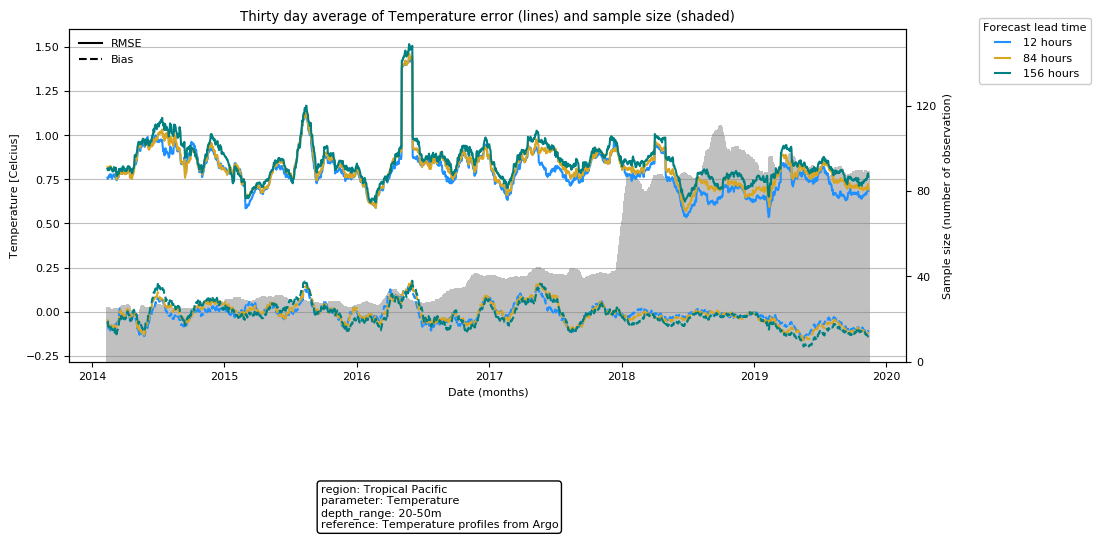 Thirty day average of Temperature error (lines) and sample size (shaded)
Forecast lead time
12 hours
84 hours
156 hours
RMSE
Bias
Temperature [Celcius]
1.50
1.25
1.00
0.75
0.50
0.25
0.00
−0.25
120
80
40
0
Sample size (number of observation)
2014 2015 2016 2017 2018 2019 2020
Date (months)
region: Tropical Pacific
parameter: Temperature
depth_range: 20-50m
reference: Temperature profiles from Argo